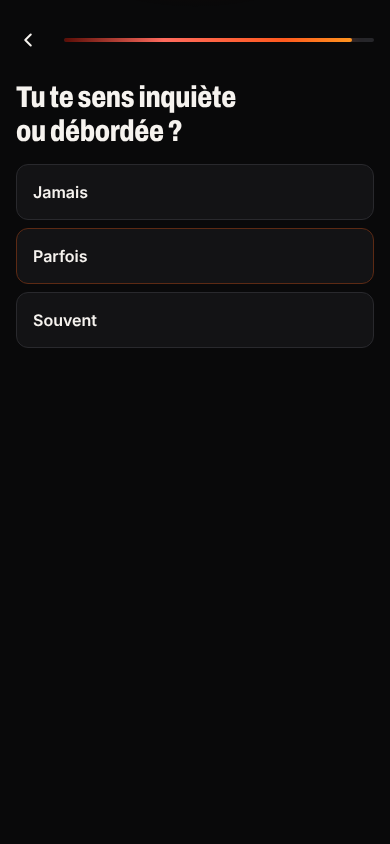 Tu te sens inquiète
ou débordée ?
Jamais
Parfois
Souvent